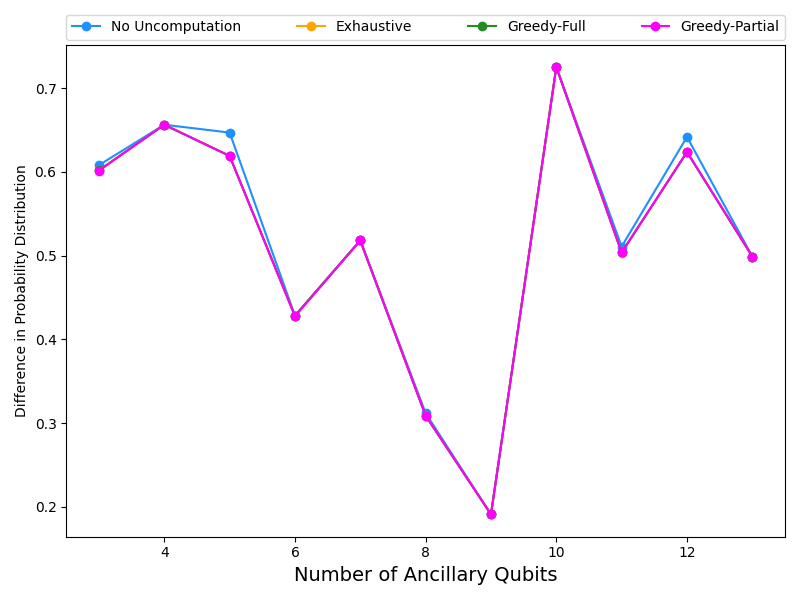 No Uncomputation Exhaustive Greedy-Full Greedy-Partial
0.7
0.6
0.5
0.4
0.3
0.2
Difference in Probability Distribution
4 6 8 10 12
Number of Ancillary Qubits